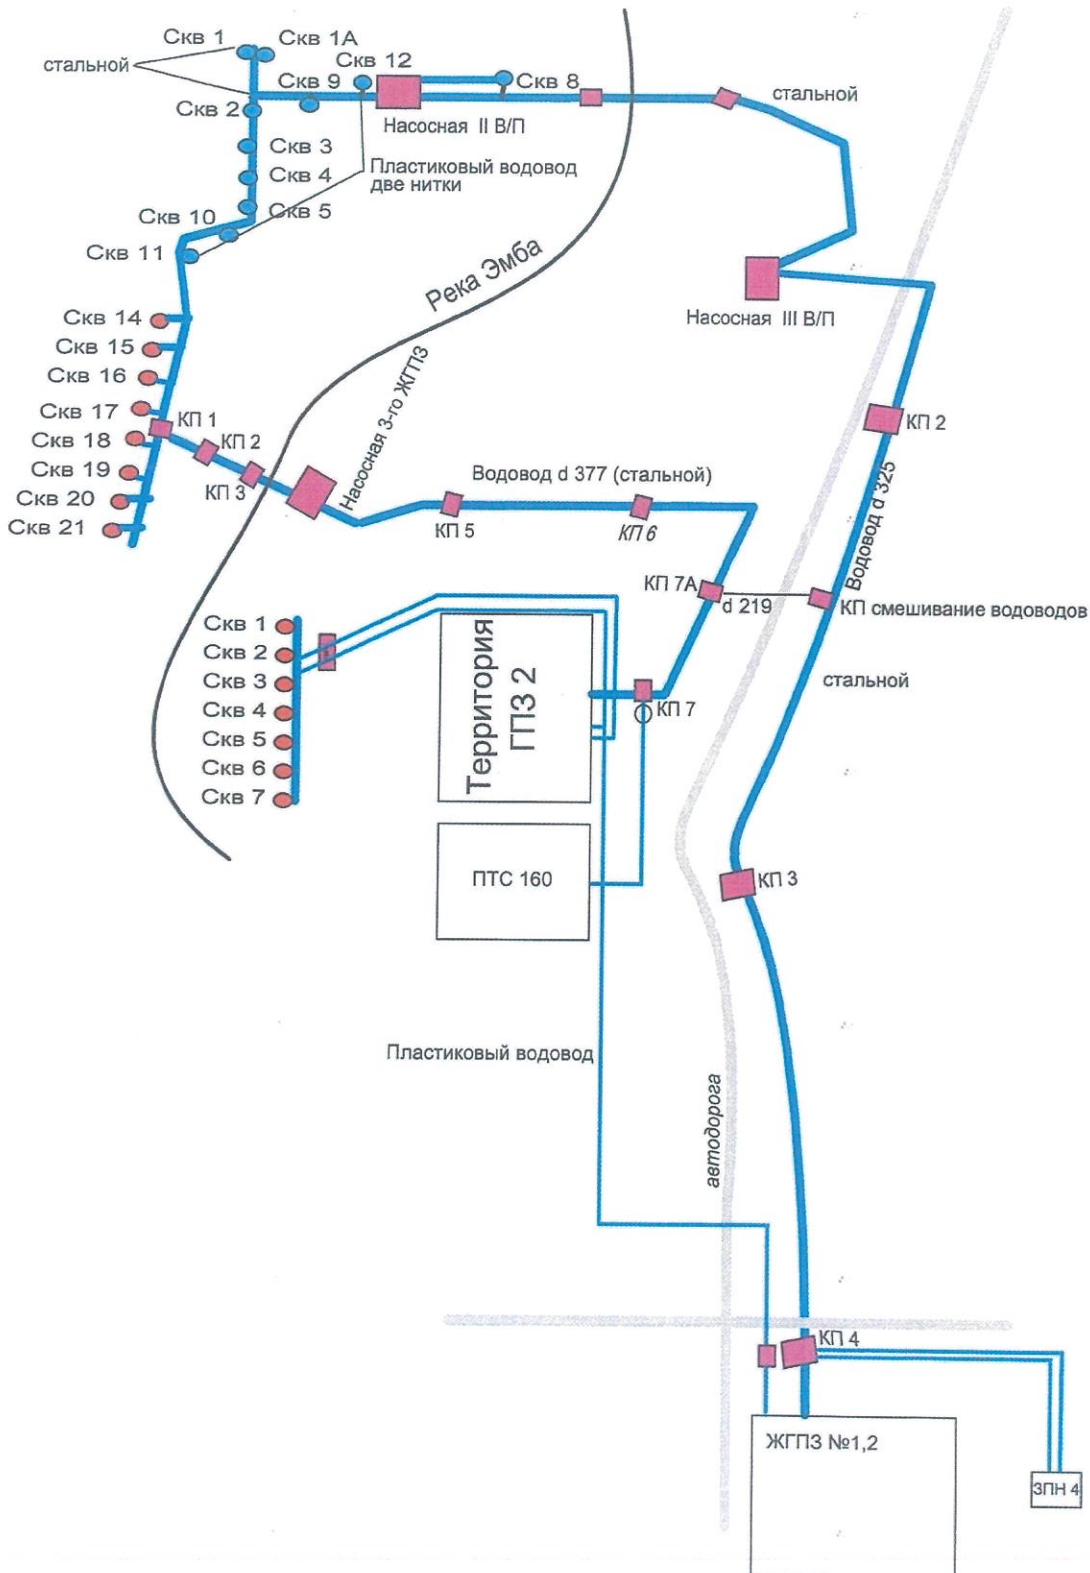 Скв 1
Скв 1А
стальной
Скв 12
Скв 9
Скв 8
Скв 2
Насосная II В/П
стальной
Скв 3
Скв 4
Пластиковый водовод
две нитки
Скв 5
Скв 10
Скв 11
Река Эмба
Насосная III В/П
Скв 14
Скв 15
Скв 16
Скв 17
КП 1
Скв 18
КП 2
Скв 19
КП 3
Скв 20
Скв 21
Насосная 3-го ЖГПЗ
Водовод d 377 (стальной)
КП 5
КП 6
КП 2
Водовод d 325
КП 7А
d 219
КП смешивание водоводов
стальной
Скв 1
Скв 2
Скв 3
Скв 4
Скв 5
Скв 6
Скв 7
Территория
ГПЗ 2
КП 7
ПТС 160
КП 3
Пластиковый водовод
автодорога
КП 4
ЖГПЗ №1,2
ЗПН 4